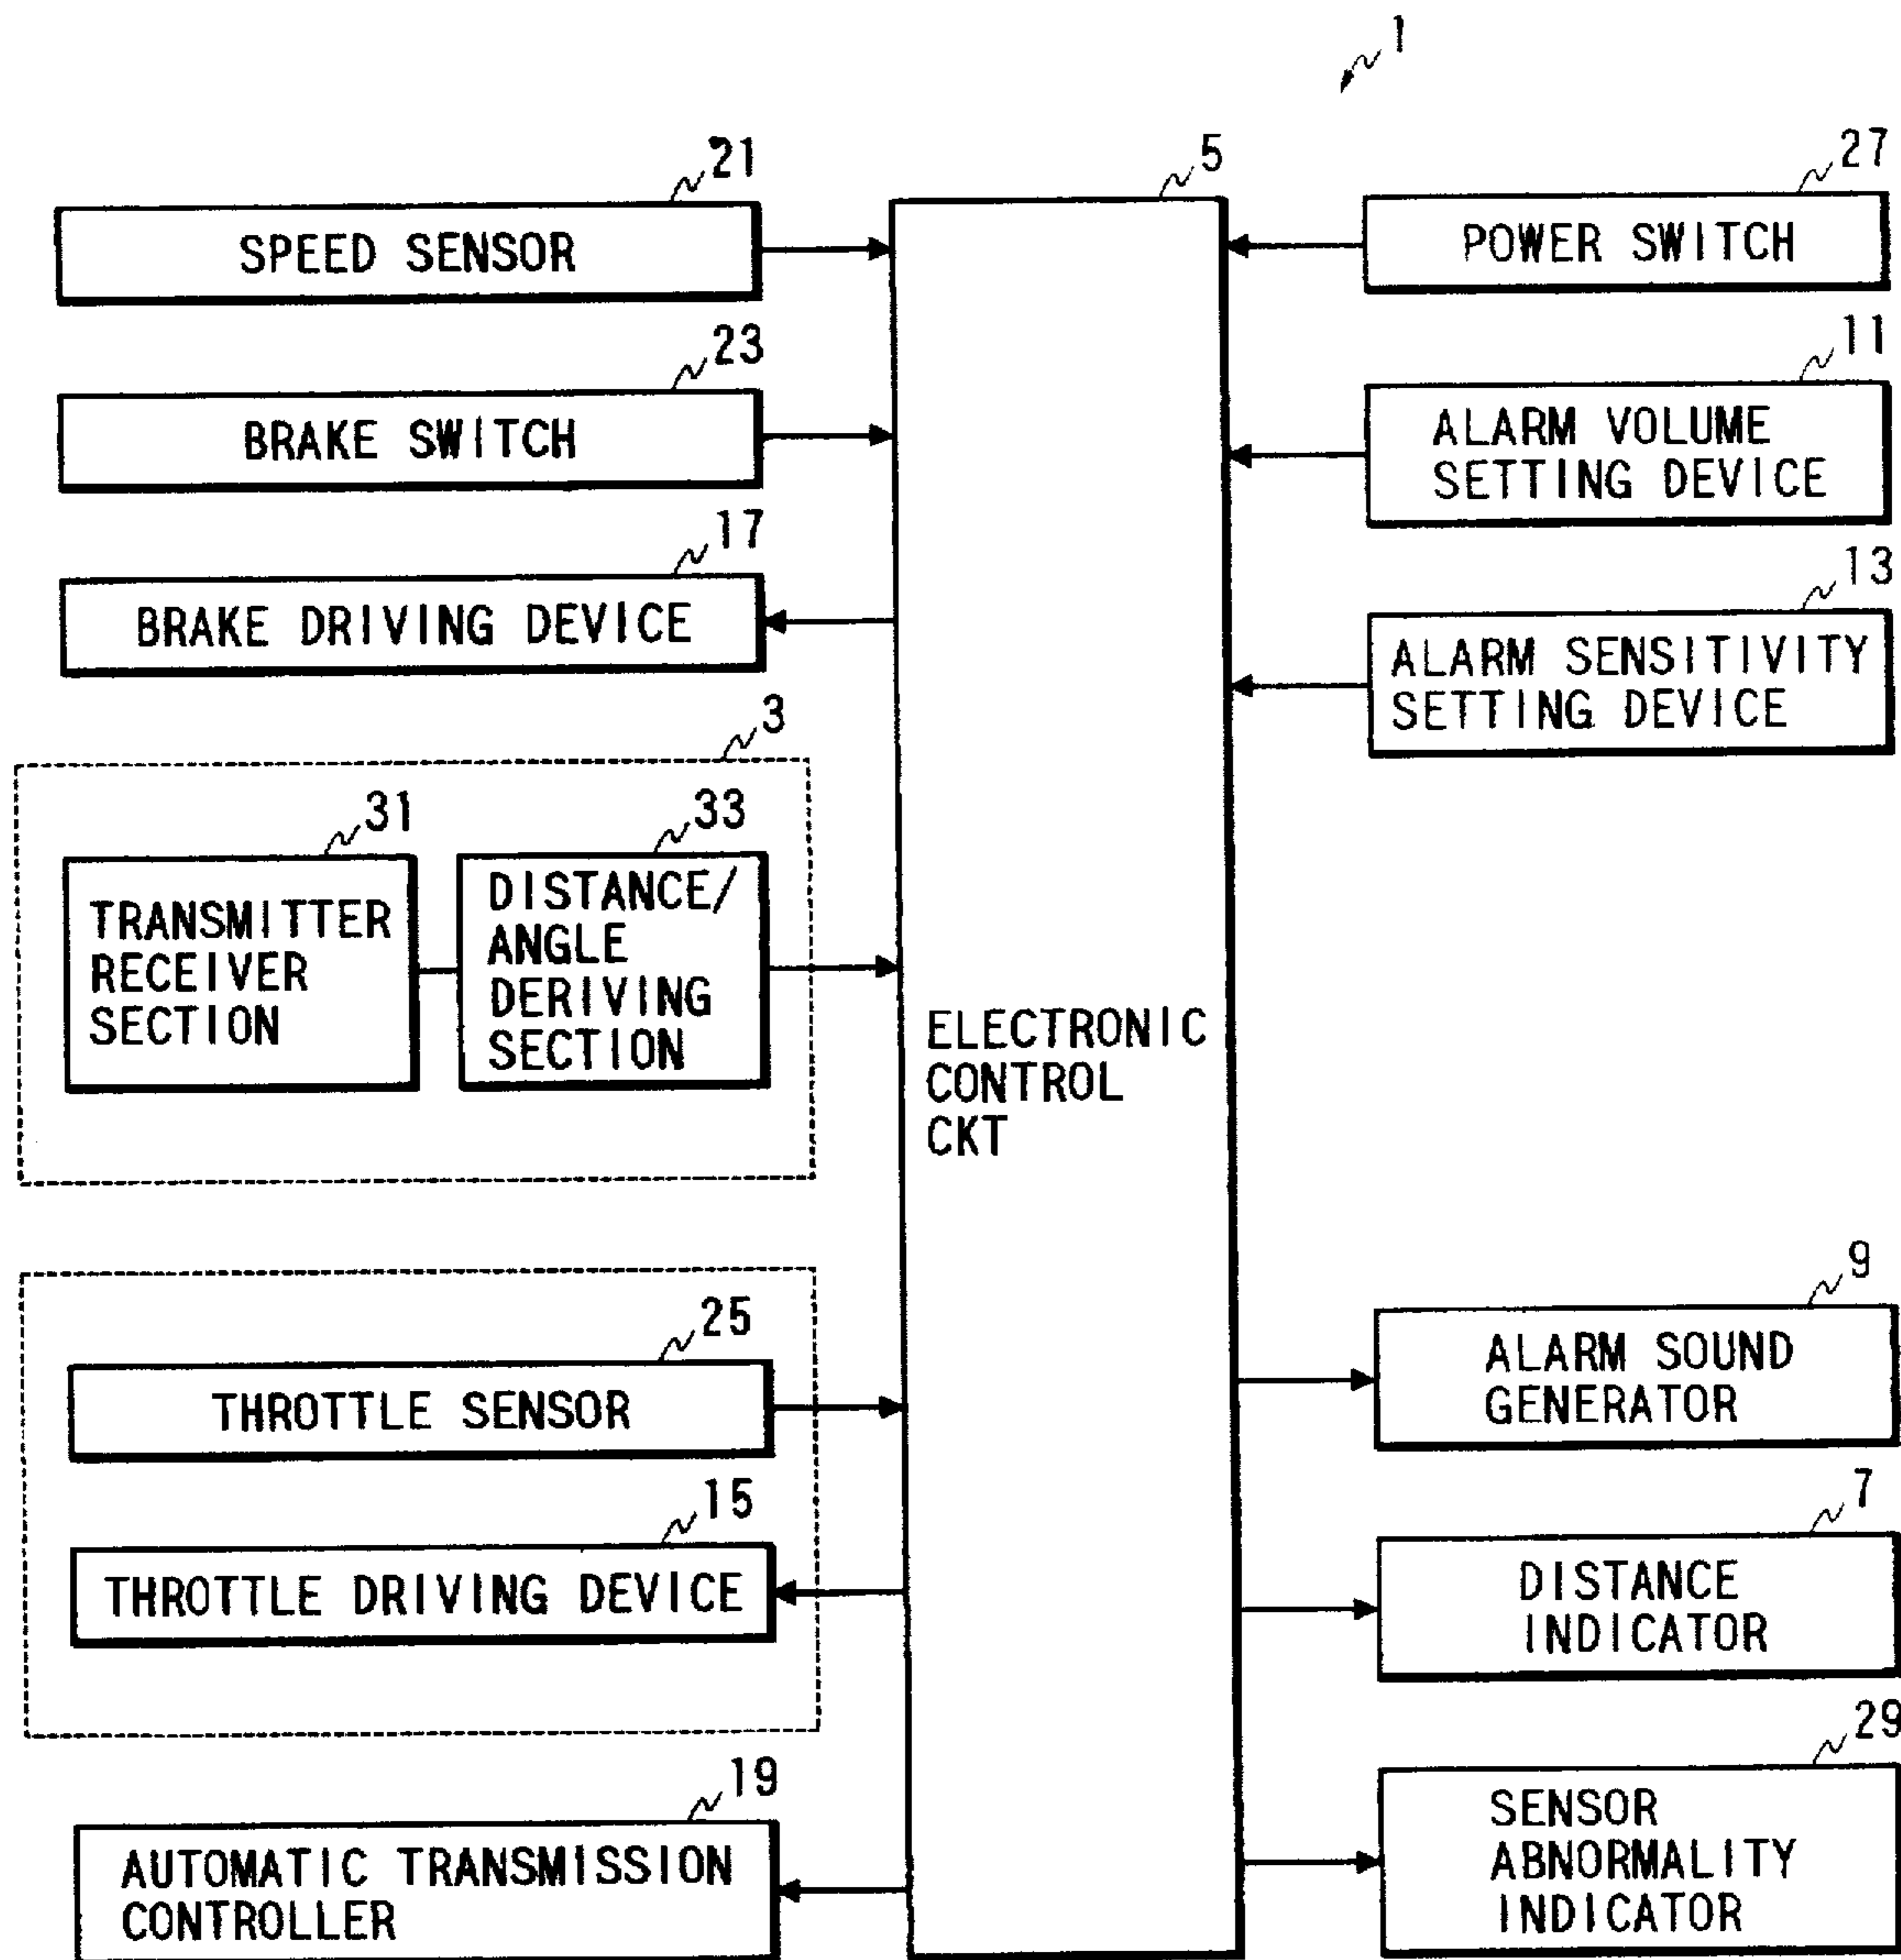 1
21
SPEED SENSOR
23
BRAKE SWITCH
17
BRAKE DRIVING DEVICE
3
31
TRANSMITTER
RECEIVER
SECTION
33
DISTANCE/
ANGLE
DERIVING
SECTION
25
THROTTLE SENSOR
15
THROTTLE DRIVING DEVICE
19
AUTOMATIC TRANSMISSION
CONTROLLER
5
ELECTRONIC
CONTROL
CKT
27
POWER SWITCH
11
ALARM VOLUME
SETTING DEVICE
13
ALARM SENSITIVITY
SETTING DEVICE
9
ALARM SOUND
GENERATOR
7
DISTANCE
INDICATOR
29
SENSOR
ABNORMALITY
INDICATOR